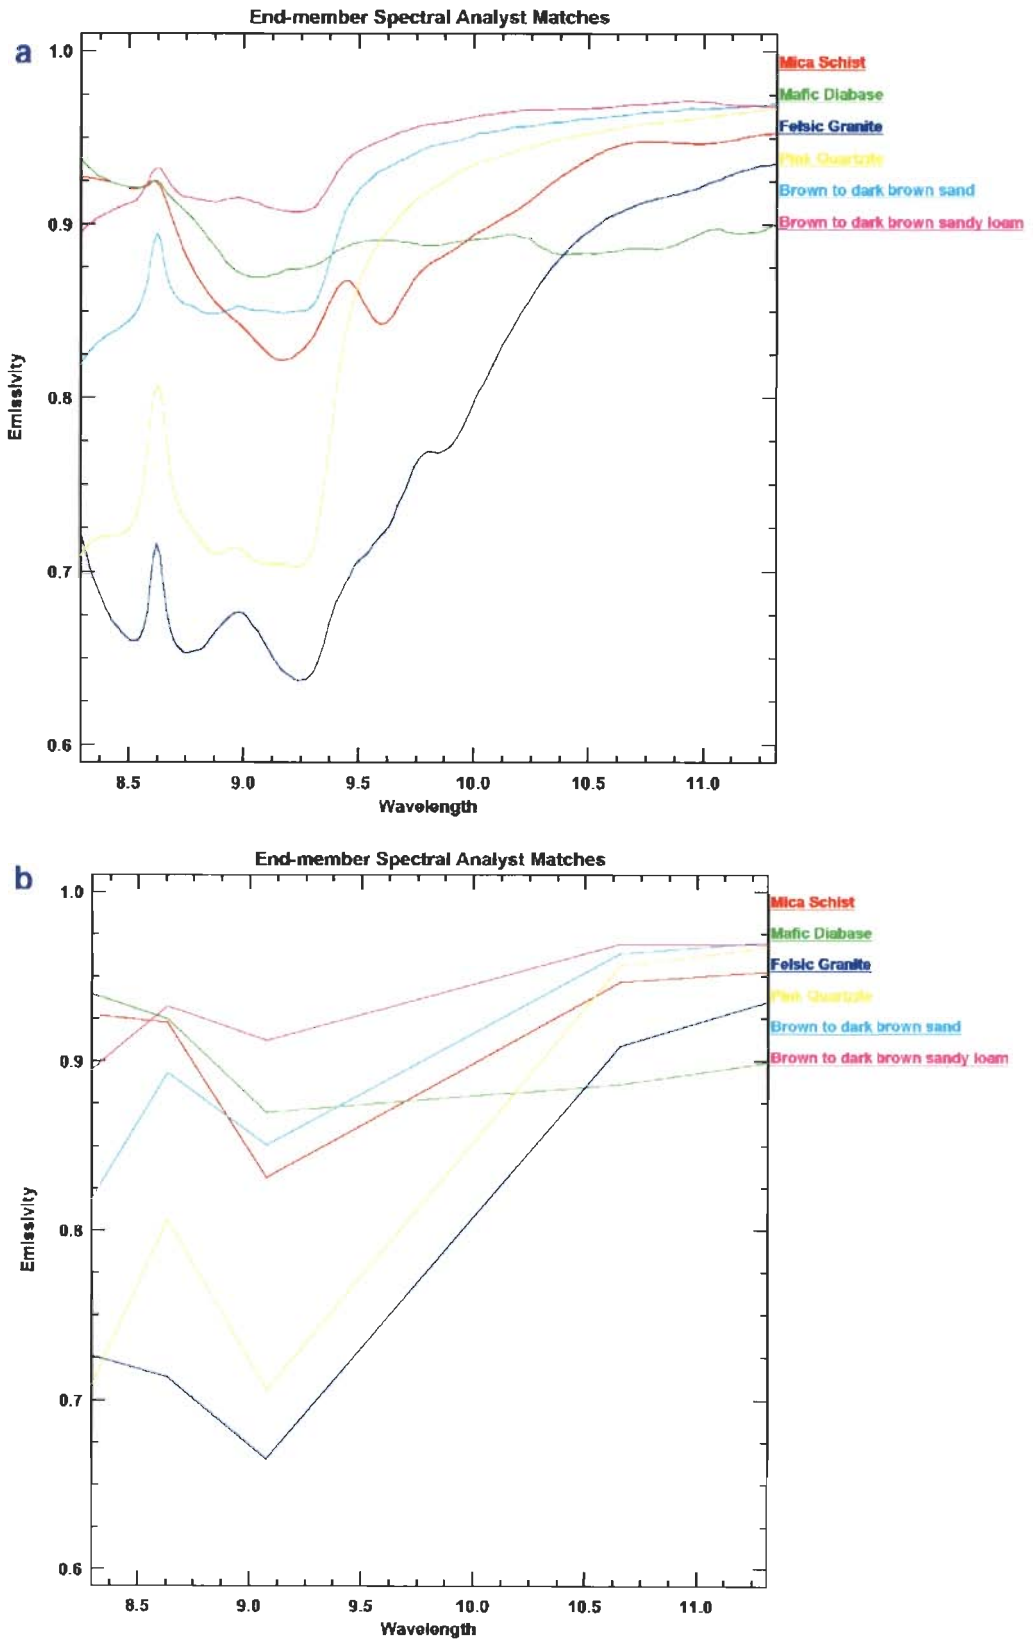 End-member Spectral Analyst Matches
a
1.0
0.9
0.8
0.7
0.6
Emissivity
8.5 9.0 9.5 10.0 10.5 11.0
Wavelength
Mica Schist
Mafic Diabase
Felsic Granite
Pink Quartzite
Brown to dark brown sand
Brown to dark brown sandy loam
End-member Spectral Analyst Matches
b
1.0
0.9
0.8
0.7
0.6
Emissivity
8.5 9.0 9.5 10.0 10.5 11.0
Wavelength
Mica Schist
Mafic Diabase
Felsic Granite
Pink Quartzite
Brown to dark brown sand
Brown to dark brown sandy loam